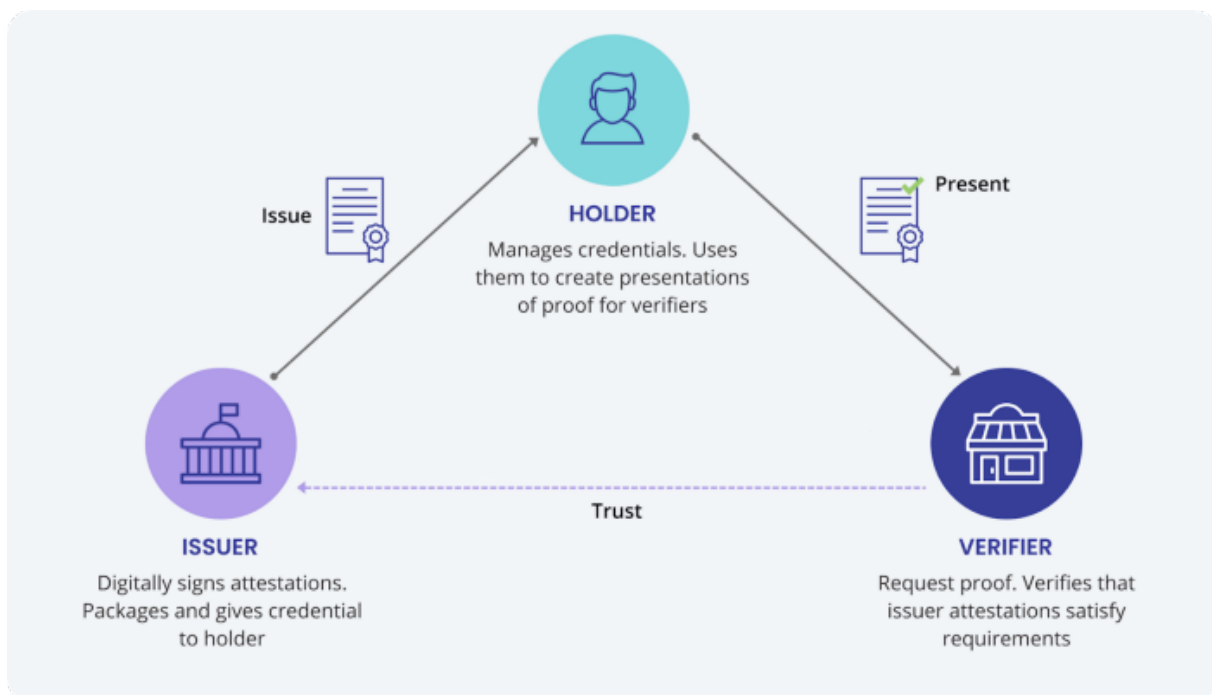 Issue
Present
HOLDER
Manages credentials. Uses
them to create presentations
of proof for verifiers
Trust
ISSUER
Digitally signs attestations.
Packages and gives credential
to holder
VERIFIER
Request proof. Verifies that
issuer attestations satisfy
requirements